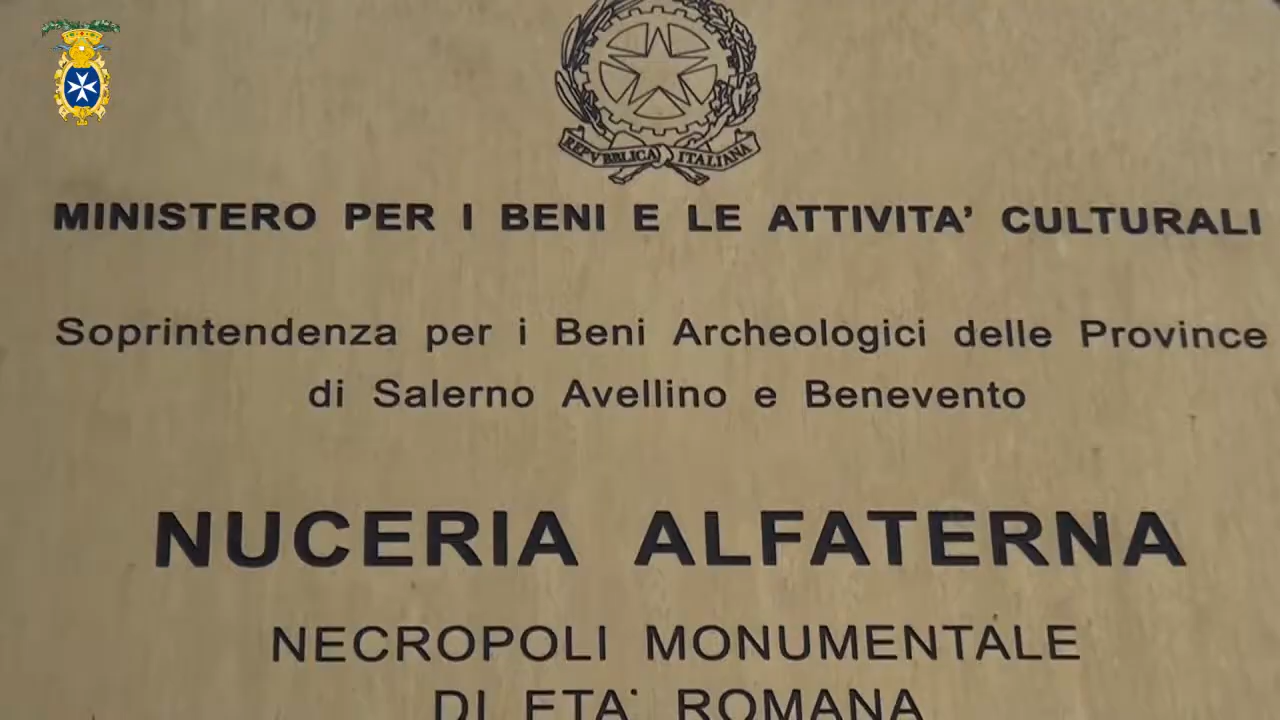 REPVBBLICA ITALIANA
MINISTERO PER I BENI E LE ATTIVITA' CULTURALI
Soprintendenza per i Beni Archeologici delle Province
di Salerno Avellino e Benevento
NUCERIA ALFATERNA
NECROPOLI MONUMENTALE
DI ETA' ROMANA